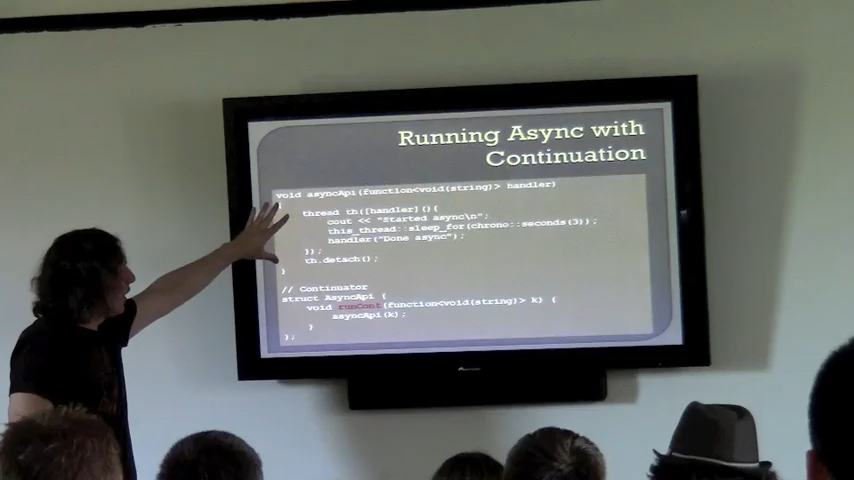 Running Async with
Continuation
void asyncApi(function<void(string)> handler)
{
thread th([handler](){
cout << "Started async\n";
this_thread::sleep_for(chrono::seconds(3));
handler("Done async");
});
th.detach();
}
// Continuator
struct AsyncApi {
void runCont(function<void(string)> k) {
asyncApi(k);
}
};